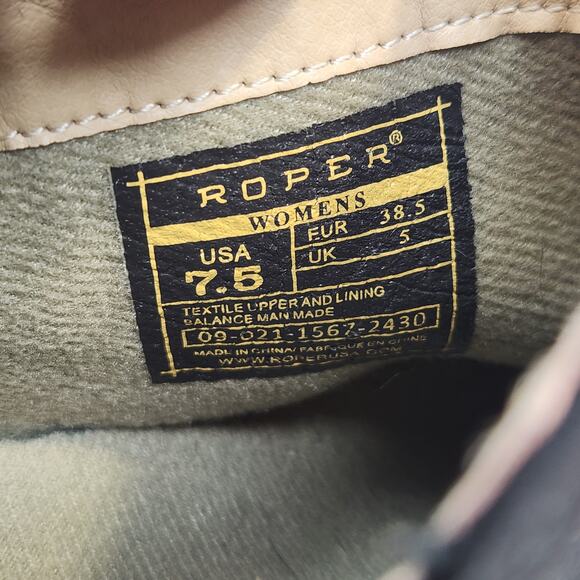 ROPER®
WOMENS
USA
7.5
EUR 38.5
UK 5
TEXTILE UPPER AND LINING
BALANCE MAN MADE
09-021-1567-2430
MADE IN CHINA/ FABRIQUE EN CHINE
WWW.ROPERUSA.COM